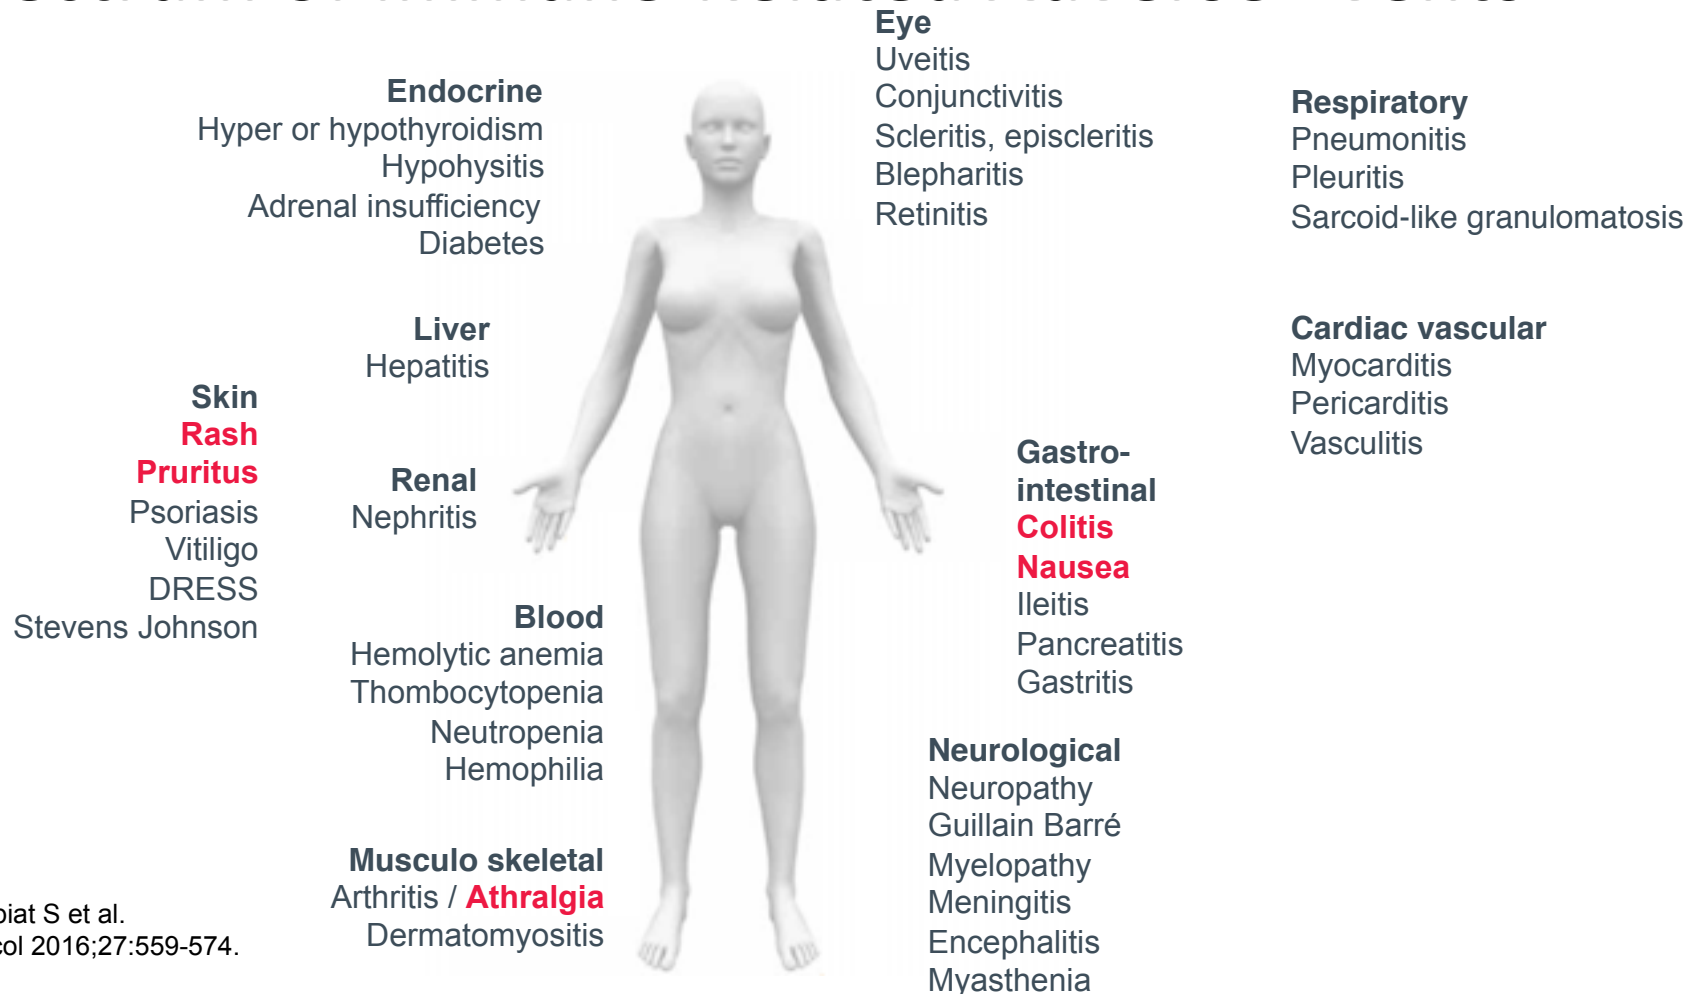 Eye
Uveitis
Conjunctivitis
Scleritis, episcleritis
Blepharitis
Retinitis
Endocrine
Hyper or hypothyroidism
Hypohysitis
Adrenal insufficiency
Diabetes
Respiratory
Pneumonitis
Pleuritis
Sarcoid-like granulomatosis
Liver
Hepatitis
Cardiac vascular
Myocarditis
Pericarditis
Vasculitis
Skin
Rash
Pruritus
Psoriasis
Vitiligo
DRESS
Stevens Johnson
Renal
Nephritis
Gastro-
intestinal
Colitis
Nausea
Ileitis
Pancreatitis
Gastritis
Blood
Hemolytic anemia
Thombocytopenia
Neutropenia
Hemophilia
Neurological
Neuropathy
Guillain Barré
Myelopathy
Meningitis
Encephalitis
Myasthenia
Musculo skeletal
Arthritis / Athralgia
Dermatomyositis
piat S et al.
col 2016;27:559-574.